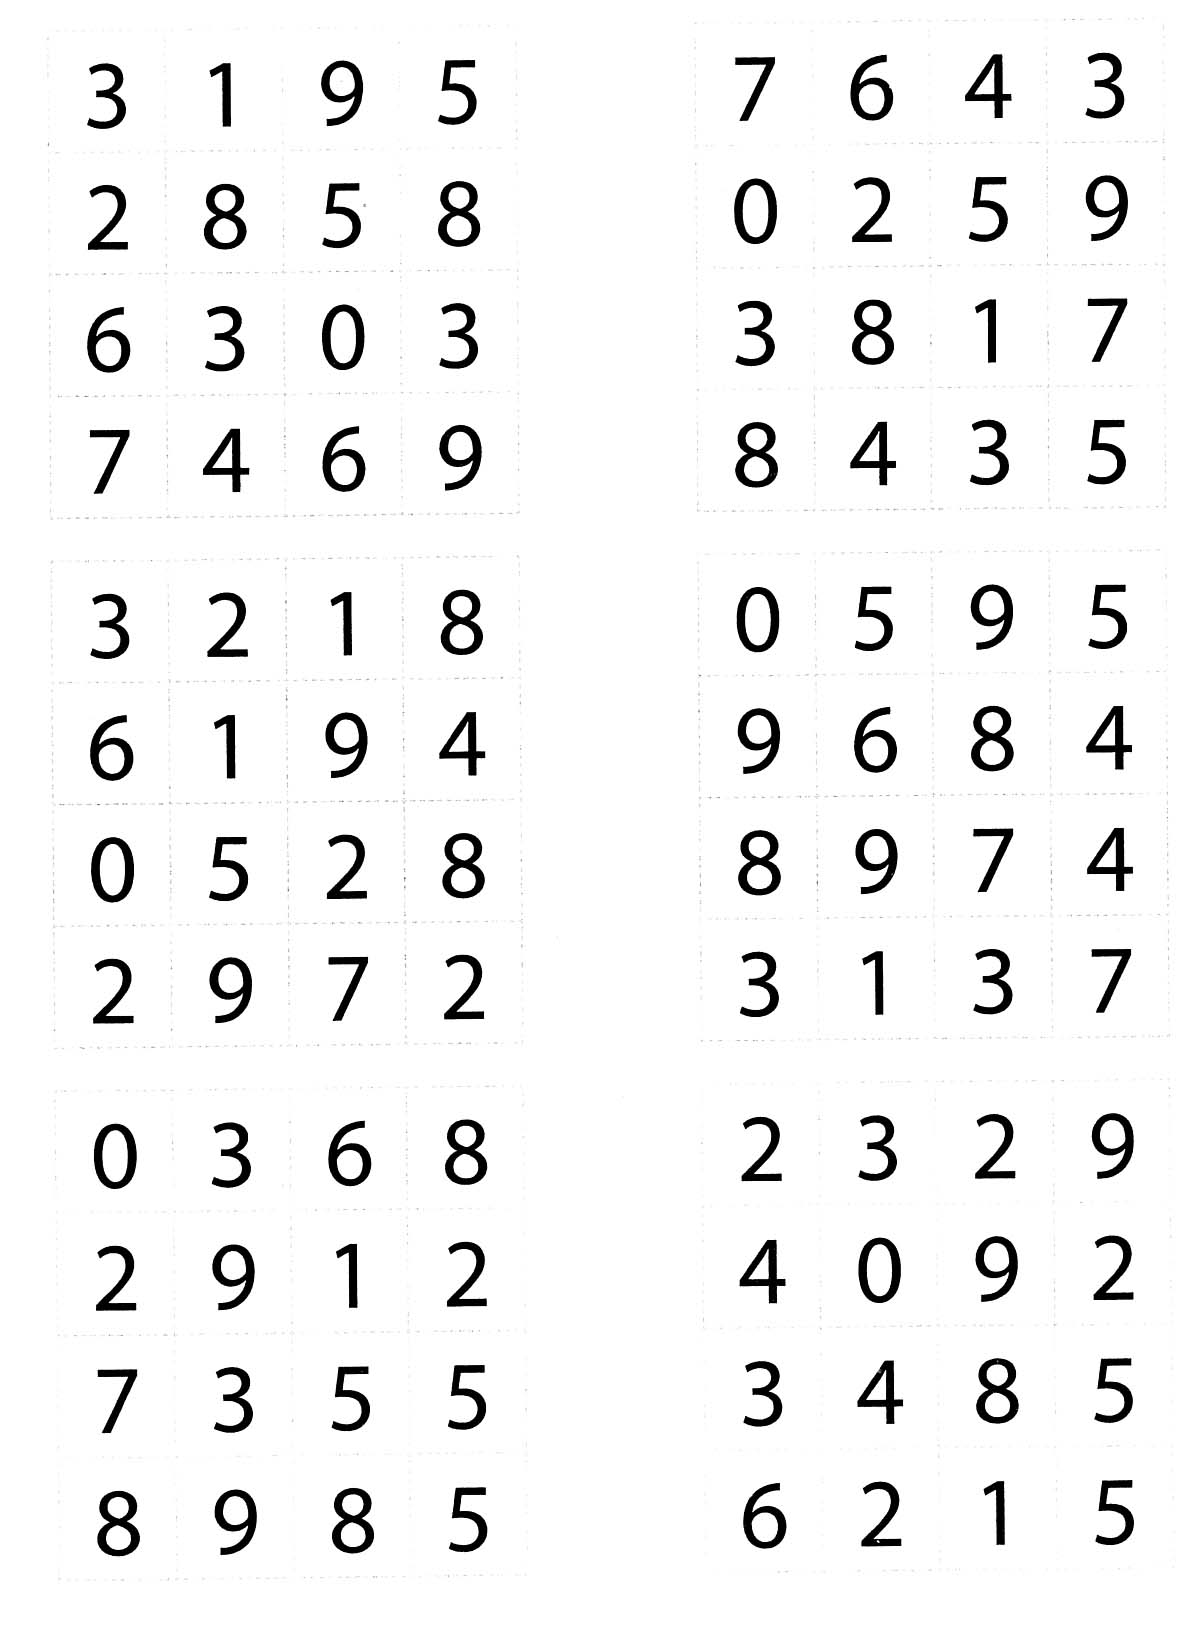 3 1 9 5
2 8 5 8
6 3 0 3
7 4 6 9
7 6 4 3
0 2 5 9
3 8 1 7
8 4 3 5
3 2 1 8
6 1 9 4
0 5 2 8
2 9 7 2
0 5 9 5
9 6 8 4
8 9 7 4
3 1 3 7
0 3 6 8
2 9 1 2
7 3 5 5
8 9 8 5
2 3 2 9
4 0 9 2
3 4 8 5
6 2 1 5